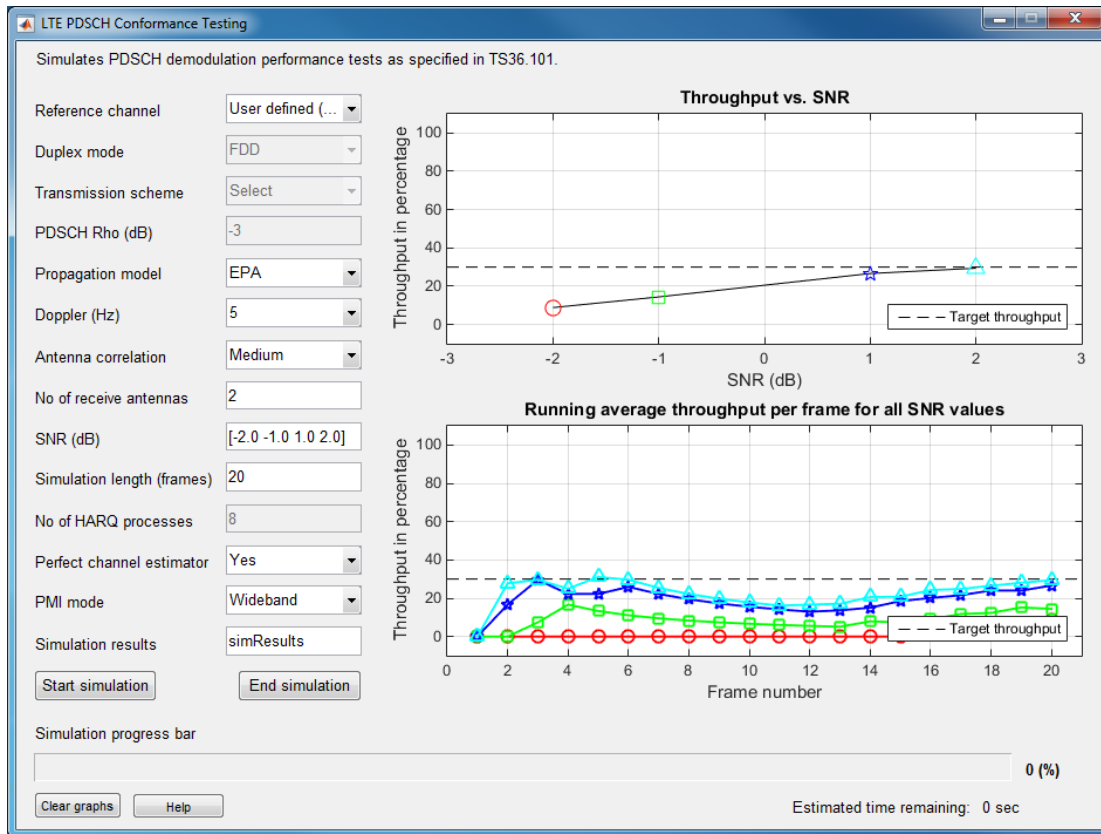 LTE PDSCH Conformance Testing
Simulates PDSCH demodulation performance tests as specified in TS36.101.
Reference channel
User defined (...
Duplex mode
FDD
Transmission scheme
Select
PDSCH Rho (dB)
-3
Propagation model
EPA
Doppler (Hz)
5
Antenna correlation
Medium
No of receive antennas
2
SNR (dB)
[-2.0 -1.0 1.0 2.0]
Simulation length (frames)
20
No of HARQ processes
8
Perfect channel estimator
Yes
PMI mode
Wideband
Simulation results
simResults
Start simulation
End simulation
Throughput vs. SNR
Throughput in percentage
100
80
60
40
20
0
-3
-2
-1
0
1
2
3
SNR (dB)
Target throughput
Running average throughput per frame for all SNR values
Throughput in percentage
100
80
60
40
20
0
0
2
4
6
8
10
12
14
16
18
20
Frame number
Target throughput
Simulation progress bar
0 (%)
Clear graphs
Help
Estimated time remaining: 0 sec